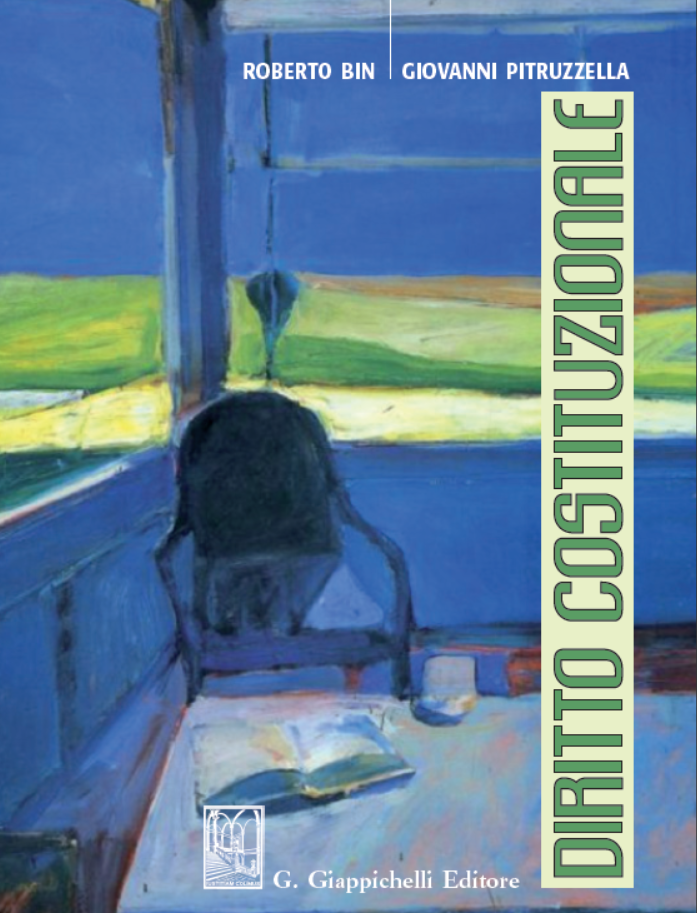 ROBERTO BIN
GIOVANNI PITRUZZELLA
DIRITTO COSTITUZIONALE
G. Giappichelli Editore